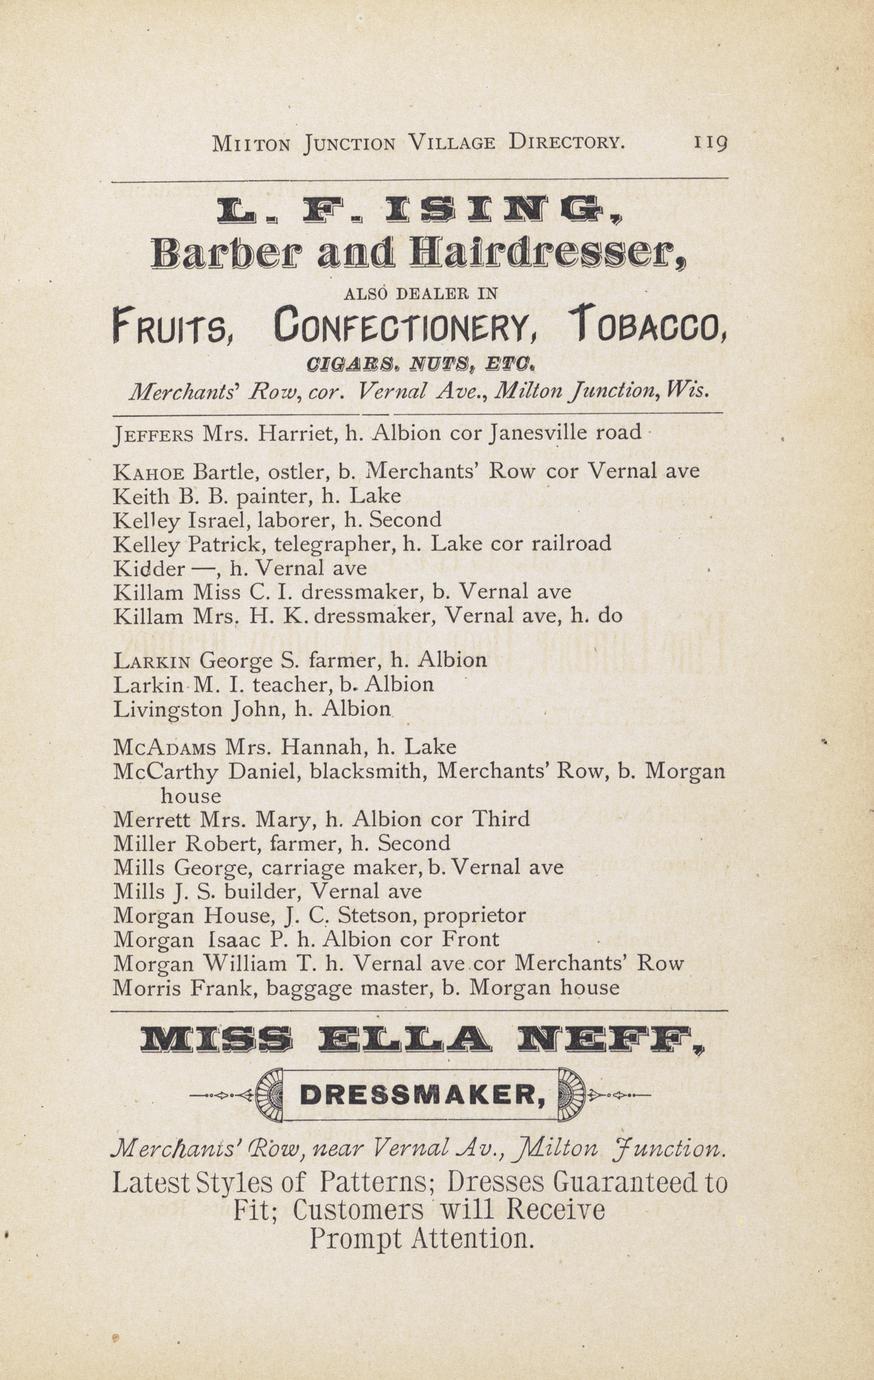 MIITON JUNCTION VILLAGE DIRECTORY. 119
L. F. ISING,
Barber and Hairdresser,
ALSO DEALER IN
FRUITS, CONFECTIONERY, TOBACCO,
CIGARS, NUTS, ETC.
Merchants' Row, cor. Vernal Ave., Milton Junction, Wis.
JEFFERS Mrs. Harriet, h. Albion cor Janesville road
KAHOE Bartle, ostler, b. Merchants' Row cor Vernal ave
Keith B. B. painter, h. Lake
Kelley Israel, laborer, h. Second
Kelley Patrick, telegrapher, h. Lake cor railroad
Kidder —, h. Vernal ave
Killam Miss C. I. dressmaker, b. Vernal ave
Killam Mrs. H. K. dressmaker, Vernal ave, h. do
LARKIN George S. farmer, h. Albion
Larkin M. I. teacher, b. Albion
Livingston John, h. Albion
MCADAMS Mrs. Hannah, h. Lake
McCarthy Daniel, blacksmith, Merchants' Row, b. Morgan
house
Merrett Mrs. Mary, h. Albion cor Third
Miller Robert, farmer, h. Second
Mills George, carriage maker, b. Vernal ave
Mills J. S. builder, Vernal ave
Morgan House, J. C. Stetson, proprietor
Morgan Isaac P. h. Albion cor Front
Morgan William T. h. Vernal ave cor Merchants' Row
Morris Frank, baggage master, b. Morgan house
MISS ELLA NEFF,
DRESSMAKER,
Merchants' Row, near Vernal Av., Milton Junction.
Latest Styles of Patterns; Dresses Guaranteed to
Fit; Customers will Receive
Prompt Attention.